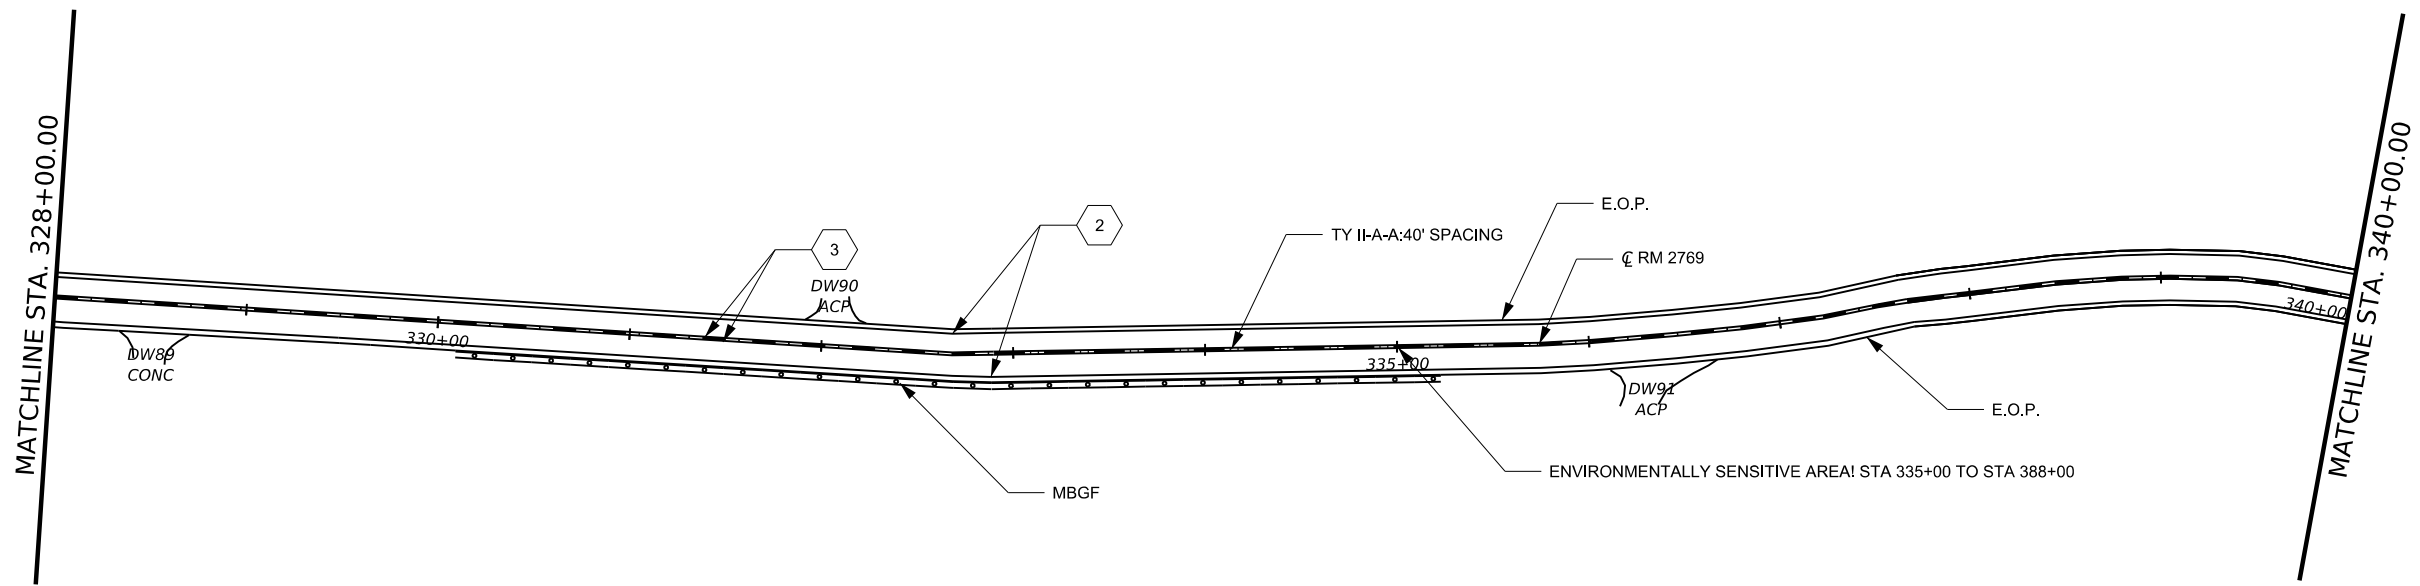 MATCHLINE STA. 328+00.00
DW89
CONC
330+00
3
DW90
ACP
2
MBGF
TY II-A-A:40' SPACING
E.O.P.
℄ RM 2769
335+00
ENVIRONMENTALLY SENSITIVE AREA! STA 335+00 TO STA 388+00
DW91
ACP
E.O.P.
340+00
MATCHLINE STA. 340+00.00